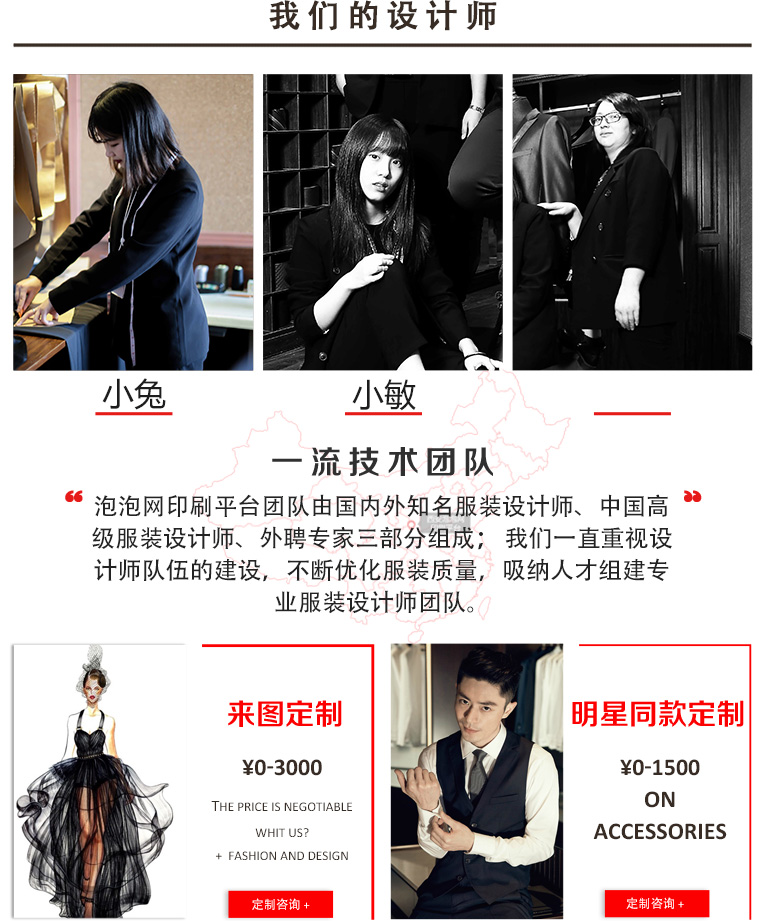 我们的设计师
小兔
小敏
一流技术团队
❝ 泡泡网印刷平台团队由国内外知名服装设计师、中国高 ❞
级服装设计师、外聘专家三部分组成； 我们一直重视设
计师队伍的建设，不断优化服装质量，吸纳人才组建专
业服装设计师团队。
来图定制
¥0-3000
THE PRICE IS NEGOTIABLE
WHIT US?
+ FASHION AND DESIGN
定制咨询 +
明星同款定制
¥0-1500
ON
ACCESSORIES
定制咨询 +